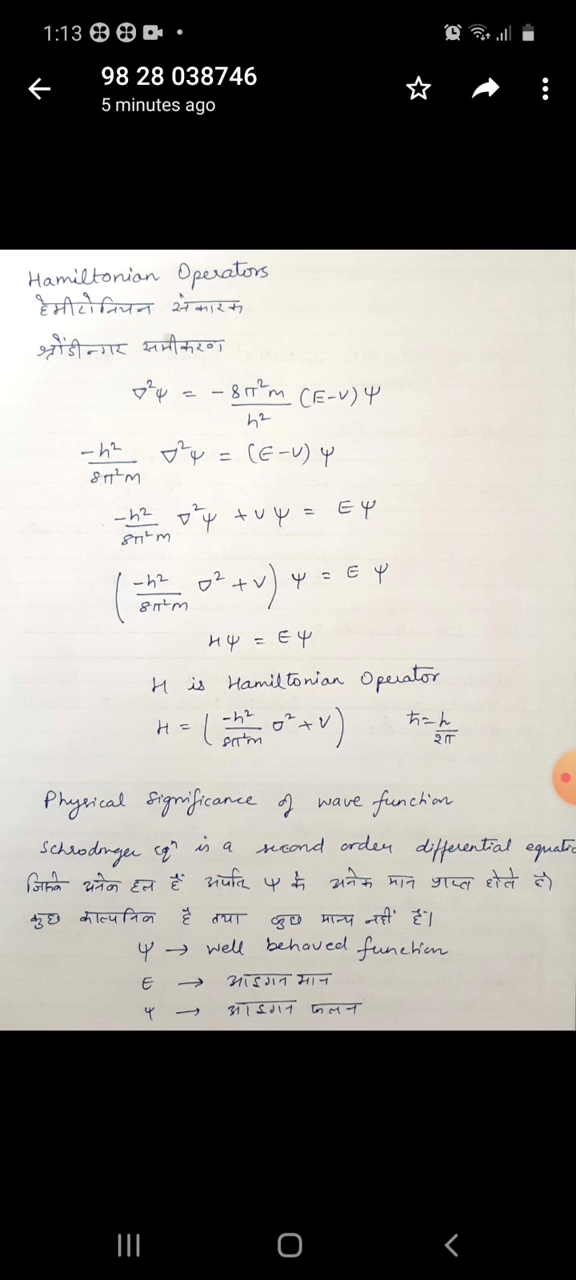 1:13
98 28 038746
5 minutes ago
Hamiltonian Operators
हेमीटोनियन संकारक
श्रोंडीन्गर समीकरण
∇²ψ = -8π²m/h² (E-V) ψ
-h²/8π²m ∇²ψ = (E-V) ψ
-h²/8π²m ∇²ψ + Vψ = Eψ
(-h²/8π²m ∇² + V) ψ = E ψ
Hψ = Eψ
H is Hamiltonian Operator
H = (-h²/8π²m ∇² + V) ħ = h/2π
Physical Significance of wave function
Schrodnger eqⁿ is a second order differential equatio
जिसके अनेक हल हैं अर्थात ψ के अनेक मान प्राप्त होते है
कुछ काल्पनिक है तथा कुछ मान्य नहीं हैं।
ψ → well behaved function
E → आइगन मान
ψ → आइगन फलन